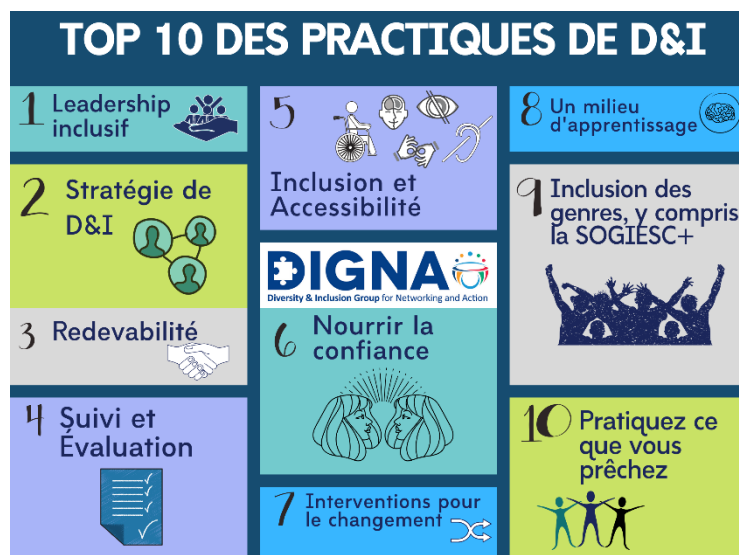 TOP 10 DES PRACTIQUES DE D&I
1 Leadership
inclusif
2 Stratégie de
D&I
3 Redevabilité
4 Suivi et
Évaluation
5
Inclusion et
Accessibilité
DIGNA
Diversity & Inclusion Group for Networking and Action
6 Nourrir la
confiance
7 Interventions pour
le changement
8 Un milieu
d'apprentissage
9 Inclusion des
genres, y compris
la SOGIESC+
10 Pratiquez ce
que vous
prêchez